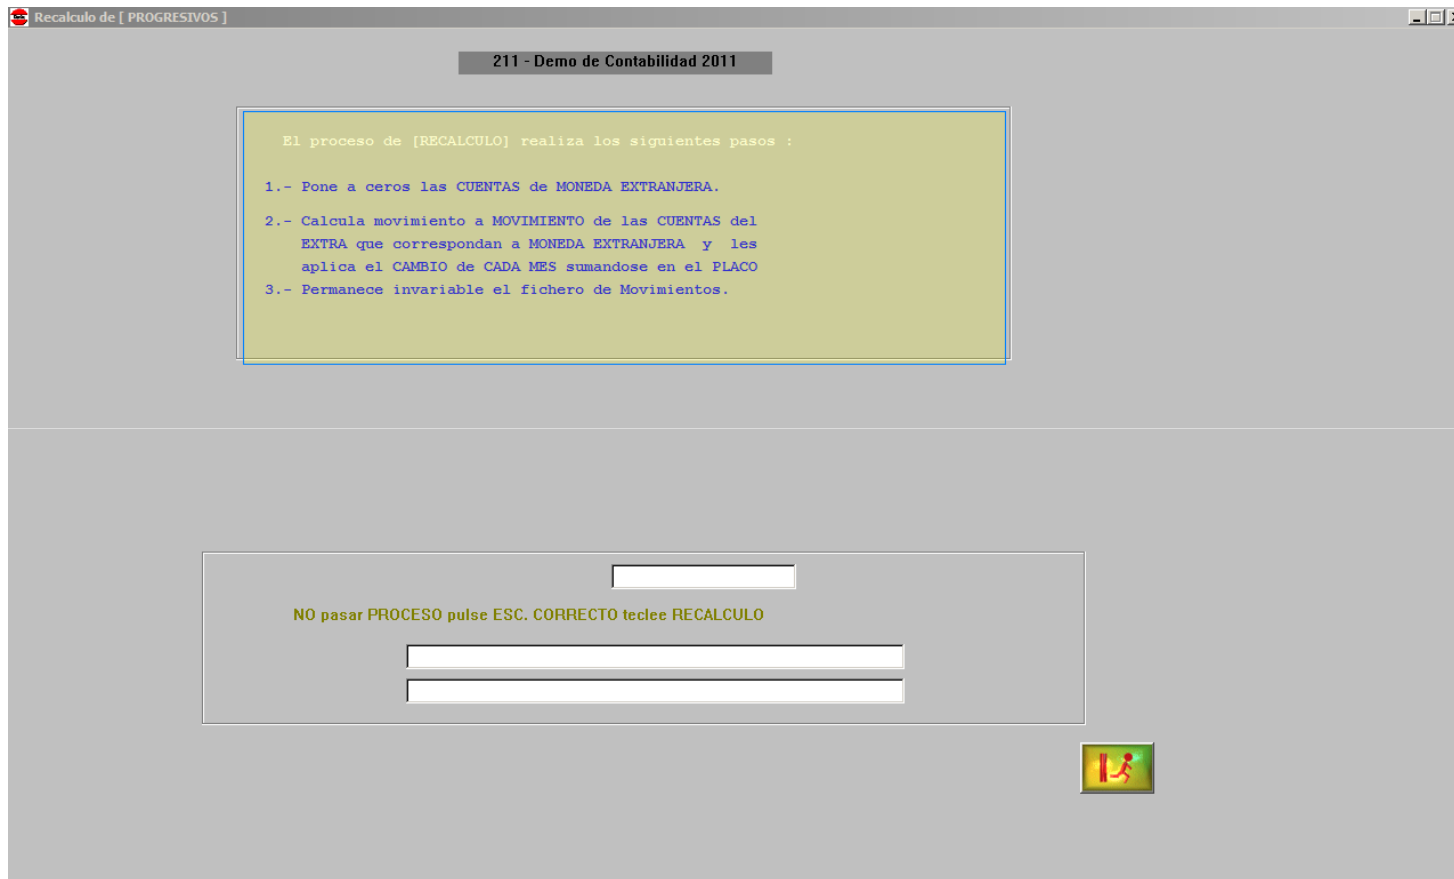 Recalculo de [ PROGRESIVOS ]
211 - Demo de Contabilidad 2011
El proceso de [RECALCULO] realiza los siguientes pasos :
1.- Pone a ceros las CUENTAS de MONEDA EXTRANJERA.
2.- Calcula movimiento a MOVIMIENTO de las CUENTAS del
EXTRA que correspondan a MONEDA EXTRANJERA y les
aplica el CAMBIO de CADA MES sumandose en el PLACO
3.- Permanece invariable el fichero de Movimientos.
NO pasar PROCESO pulse ESC. CORRECTO teclee RECALCULO